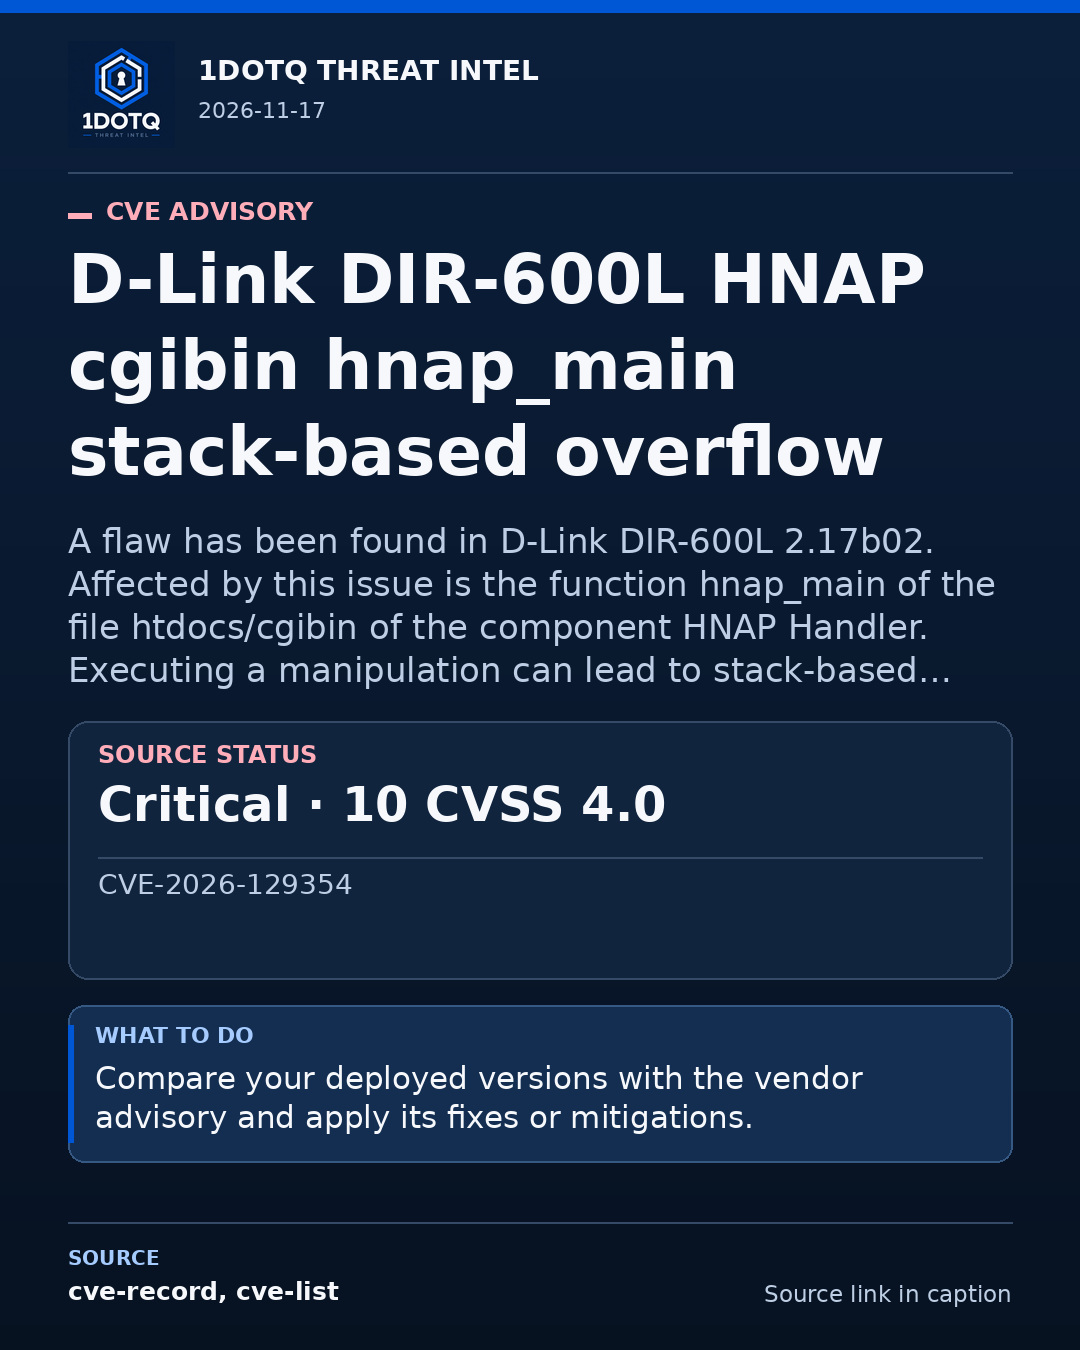 1DOTQ
THREAT INTEL
1DOTQ THREAT INTEL
2026-11-17
CVE ADVISORY
D-Link DIR-600L HNAP
cgibin hnap_main
stack-based overflow
A flaw has been found in D-Link DIR-600L 2.17b02.
Affected by this issue is the function hnap_main of the
file htdocs/cgibin of the component HNAP Handler.
Executing a manipulation can lead to stack-based...
SOURCE STATUS
Critical · 10 CVSS 4.0
CVE-2026-129354
WHAT TO DO
Compare your deployed versions with the vendor
advisory and apply its fixes or mitigations.
SOURCE
cve-record, cve-list
Source link in caption